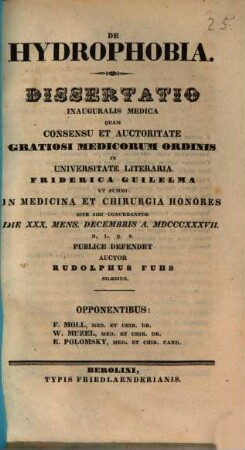 25.
DE
HYDROPHOBIA.
DISSERTATIO
INAUGURALIS MEDICA
QUAM
CONSENSU ET AUCTORITATE
GRATIOSI MEDICORUM ORDINIS
IN
UNIVERSITATE LITERARIA
FRIDERICA GUILELMA
UT SUMMI
IN MEDICINA ET CHIRURGIA HONORES
RITE SIBI CONCEDANTUR
DIE XXX. MENS. DECEMBRIS A. MDCCCXXXVII.
H. L. Q. S.
PUBLICE DEFENDET
AUCTOR
RUDOLPHUS FUHS
SILESIUS.
OPPONENTIBUS:
F. MOLL, MED. ET CHIR. DR.
W. MUZEL, MED. ET CHIR. DR.
E. POLOMSKY, MED. ET CHIR. CAND.
BEROLINI,
TYPIS FRIEDLAENDERIANIS.